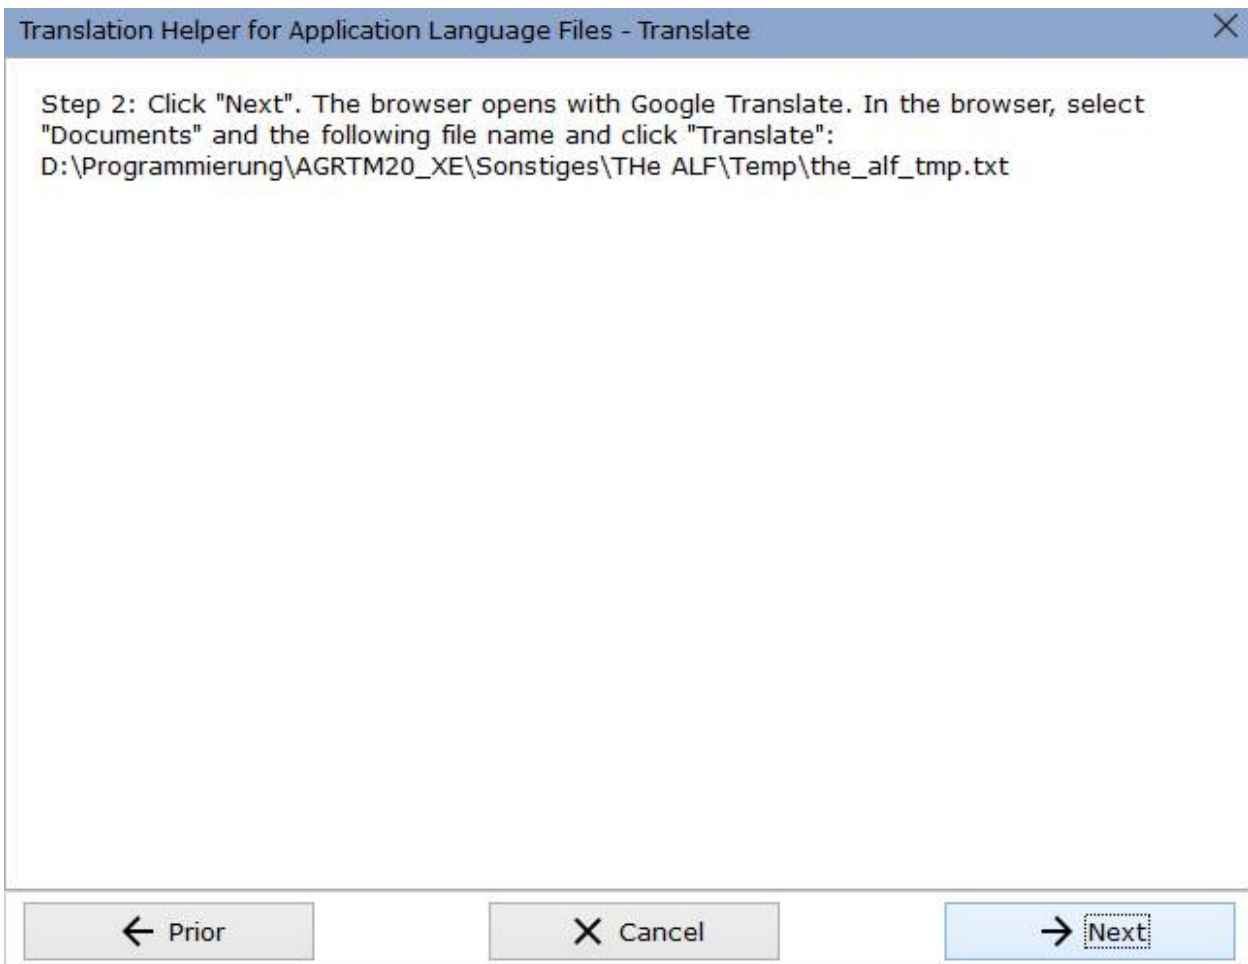 Translation Helper for Application Language Files - Translate
Step 2: Click "Next". The browser opens with Google Translate. In the browser, select
"Documents" and the following file name and click "Translate":
D:\Programmierung\AGRTM20_XE\Sonstiges\THe ALF\Temp\the_alf_tmp.txt
Prior
Cancel
Next